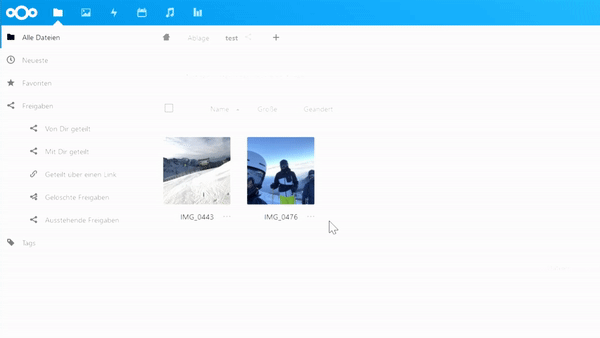 Alle Dateien
Ablage
test
Neueste
Favoriten
Name
Größe
Geändert
Freigaben
Von Dir geteilt
Mit Dir geteilt
Geteilt über einen Link
Gelöschte Freigaben
Ausstehende Freigaben
IMG_0443
IMG_0476
Tags